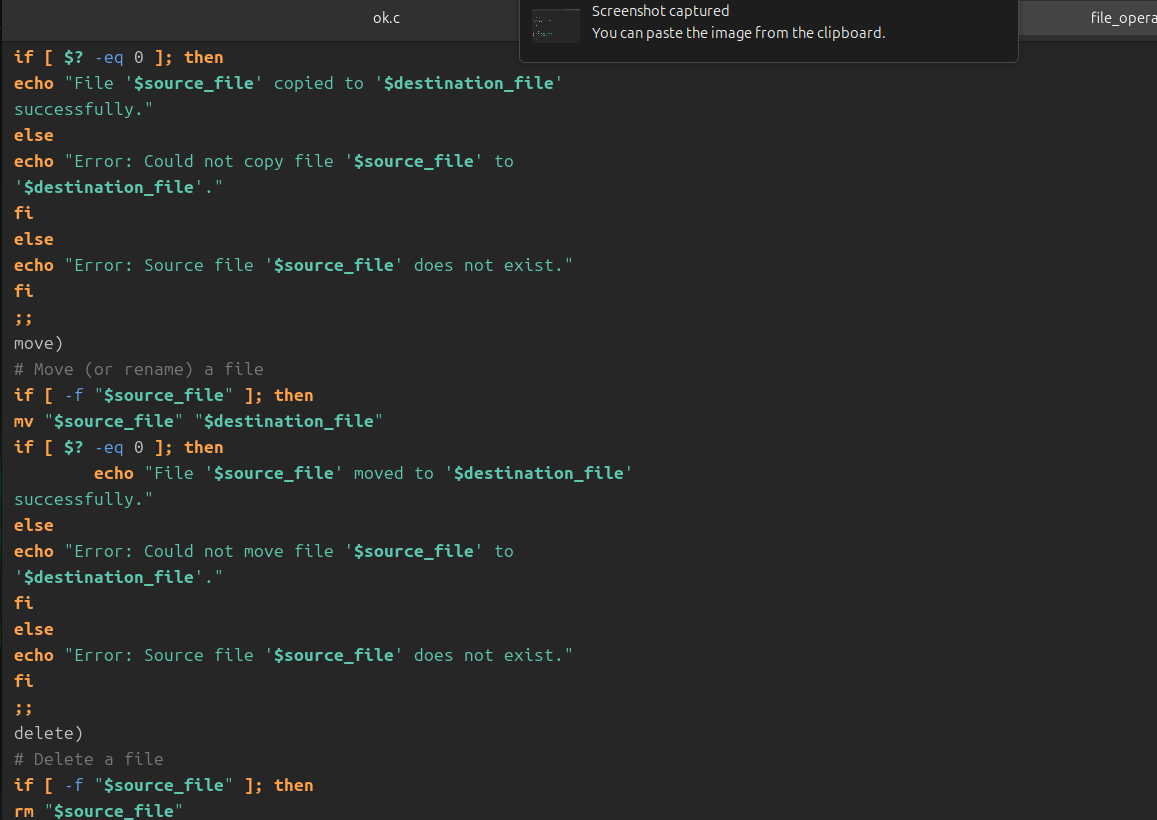 ok.c
Screenshot captured
You can paste the image from the clipboard.
file_opera
if [ $? -eq 0 ]; then
echo "File '$source_file' copied to '$destination_file'
successfully."
else
echo "Error: Could not copy file '$source_file' to
'$destination_file'."
fi
else
echo "Error: Source file '$source_file' does not exist."
fi
;;
move)
# Move (or rename) a file
if [ -f "$source_file" ]; then
mv "$source_file" "$destination_file"
if [ $? -eq 0 ]; then
        echo "File '$source_file' moved to '$destination_file'
successfully."
else
echo "Error: Could not move file '$source_file' to
'$destination_file'."
fi
else
echo "Error: Source file '$source_file' does not exist."
fi
;;
delete)
# Delete a file
if [ -f "$source_file" ]; then
rm "$source_file"